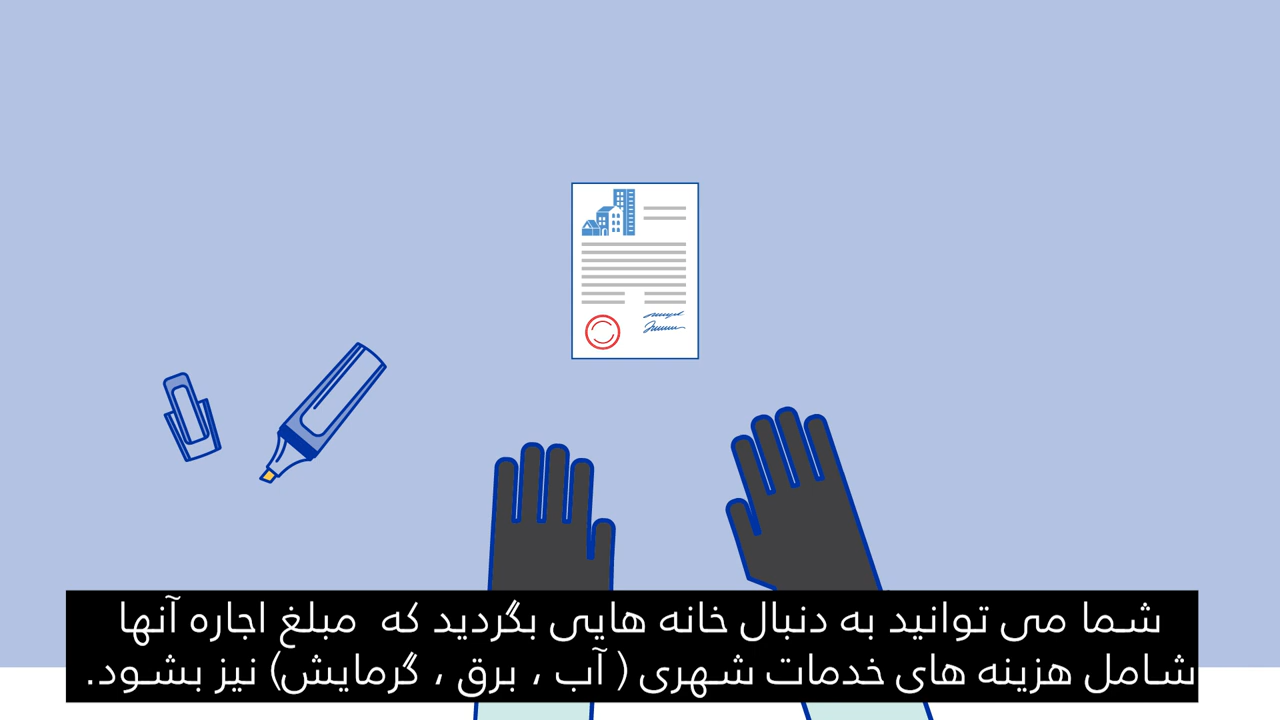 شما می توانید به دنبال خانه هایی بگردید که مبلغ اجاره آنها
شامل هزینه های خدمات شهری ( آب ، برق ، گرمایش) نیز بشود.